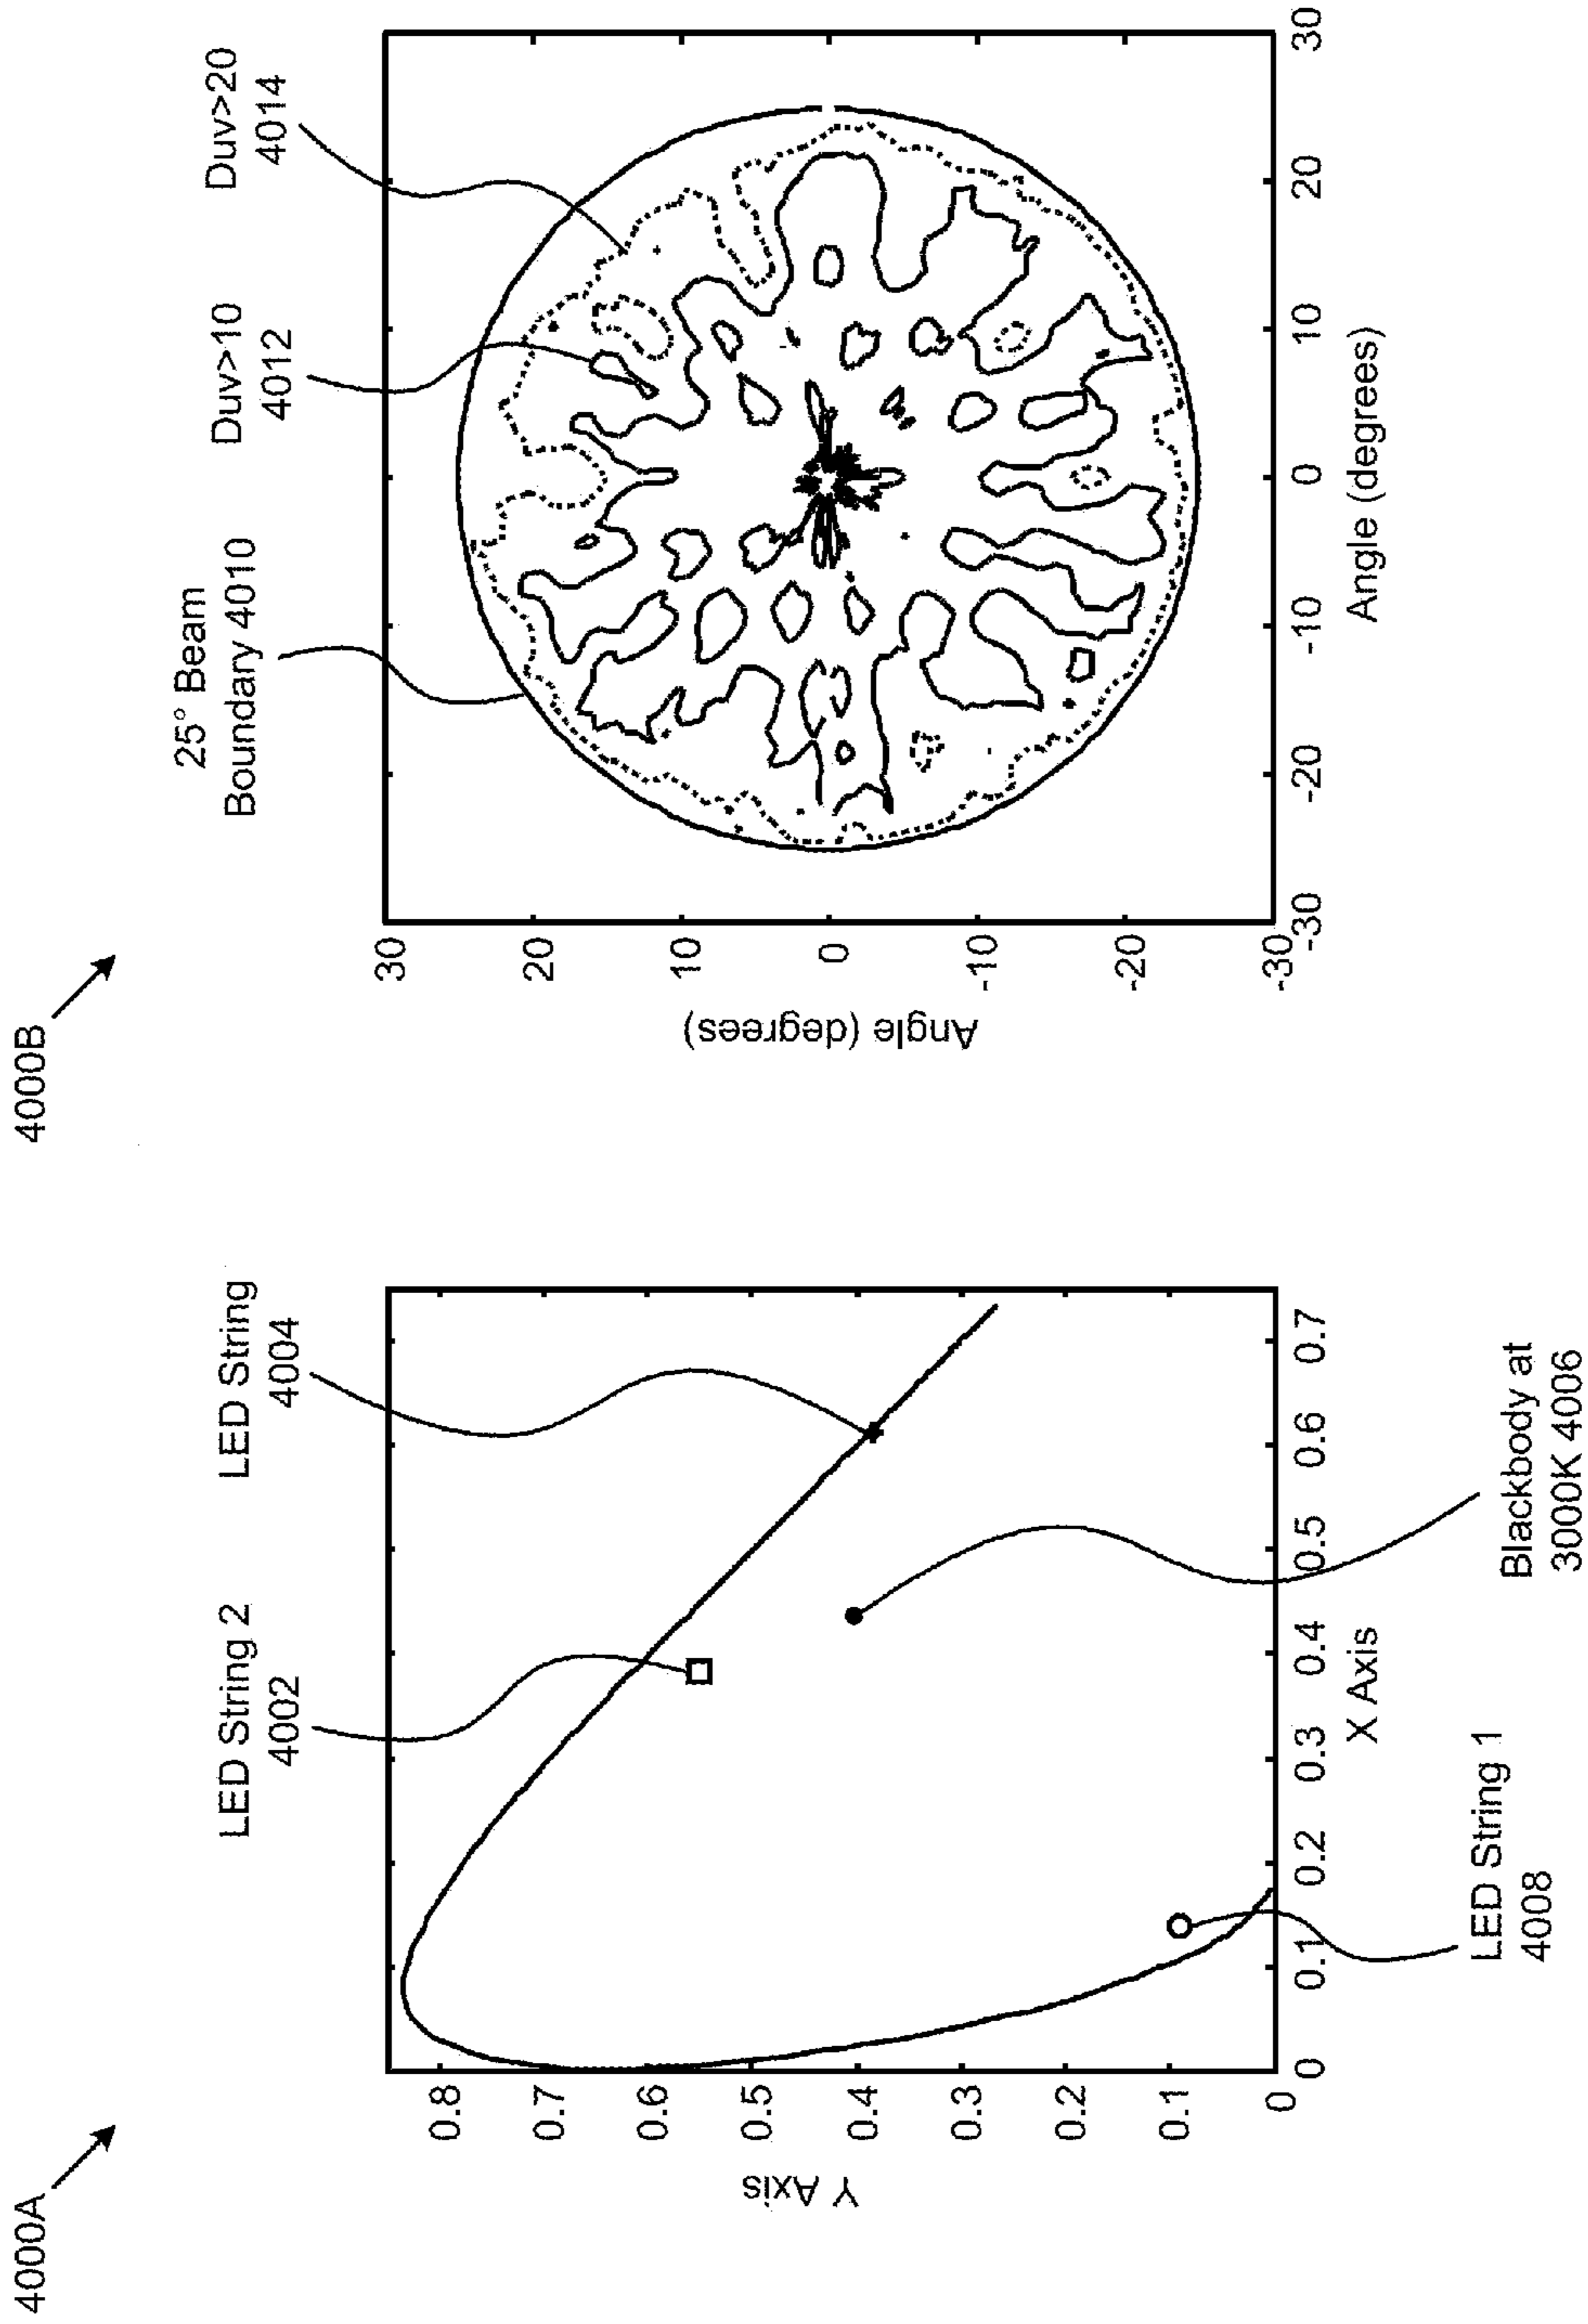 4000A
LED String 2
4002
LED String
4004
Y Axis
0.8
0.7
0.6
0.5
0.4
0.3
0.2
0.1
0
0
0.1
0.2
0.3
0.4
0.5
0.6
0.7
X Axis
LED String 1
4008
Blackbody at
3000K 4006
4000B
25° Beam
Boundary 4010
Duv>10
4012
Duv>20
4014
Angle (degrees)
30
20
10
0
-10
-20
-30
-30
-20
-10
0
10
20
30
Angle (degrees)